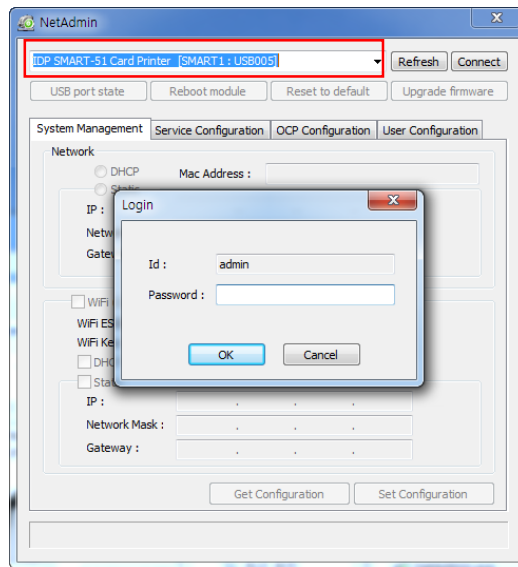 NetAdmin
IDP SMART-51 Card Printer [SMART1 : USB005]
Refresh Connect
USB port state Reboot module Reset to default Upgrade firmware
System Management Service Configuration OCP Configuration User Configuration
Network
DHCP Mac Address :
IP :
Login
Id : admin
Password :
WiFi
WiFi
OK Cancel
IP :
Network Mask :
Gateway :
Get Configuration Set Configuration